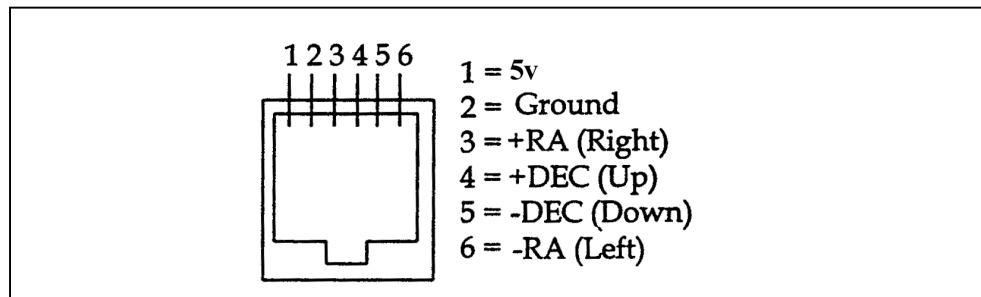 1 2 3 4 5 6
1 = 5v
2 = Ground
3 = +RA (Right)
4 = +DEC (Up)
5 = -DEC (Down)
6 = -RA (Left)